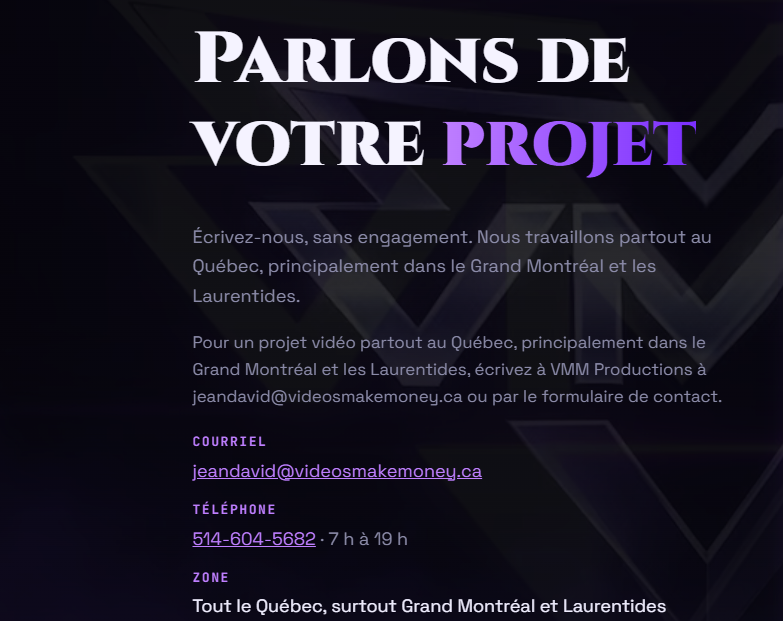 PARLONS DE
VOTRE PROJET
Écrivez-nous, sans engagement. Nous travaillons partout au
Québec, principalement dans le Grand Montréal et les
Laurentides.
Pour un projet vidéo partout au Québec, principalement dans le
Grand Montréal et les Laurentides, écrivez à VMM Productions à
jeandavid@videosmakemoney.ca ou par le formulaire de contact.
COURRIEL
jeandavid@videosmakemoney.ca
TÉLÉPHONE
514-604-5682 · 7 h à 19 h
ZONE
Tout le Québec, surtout Grand Montréal et Laurentides